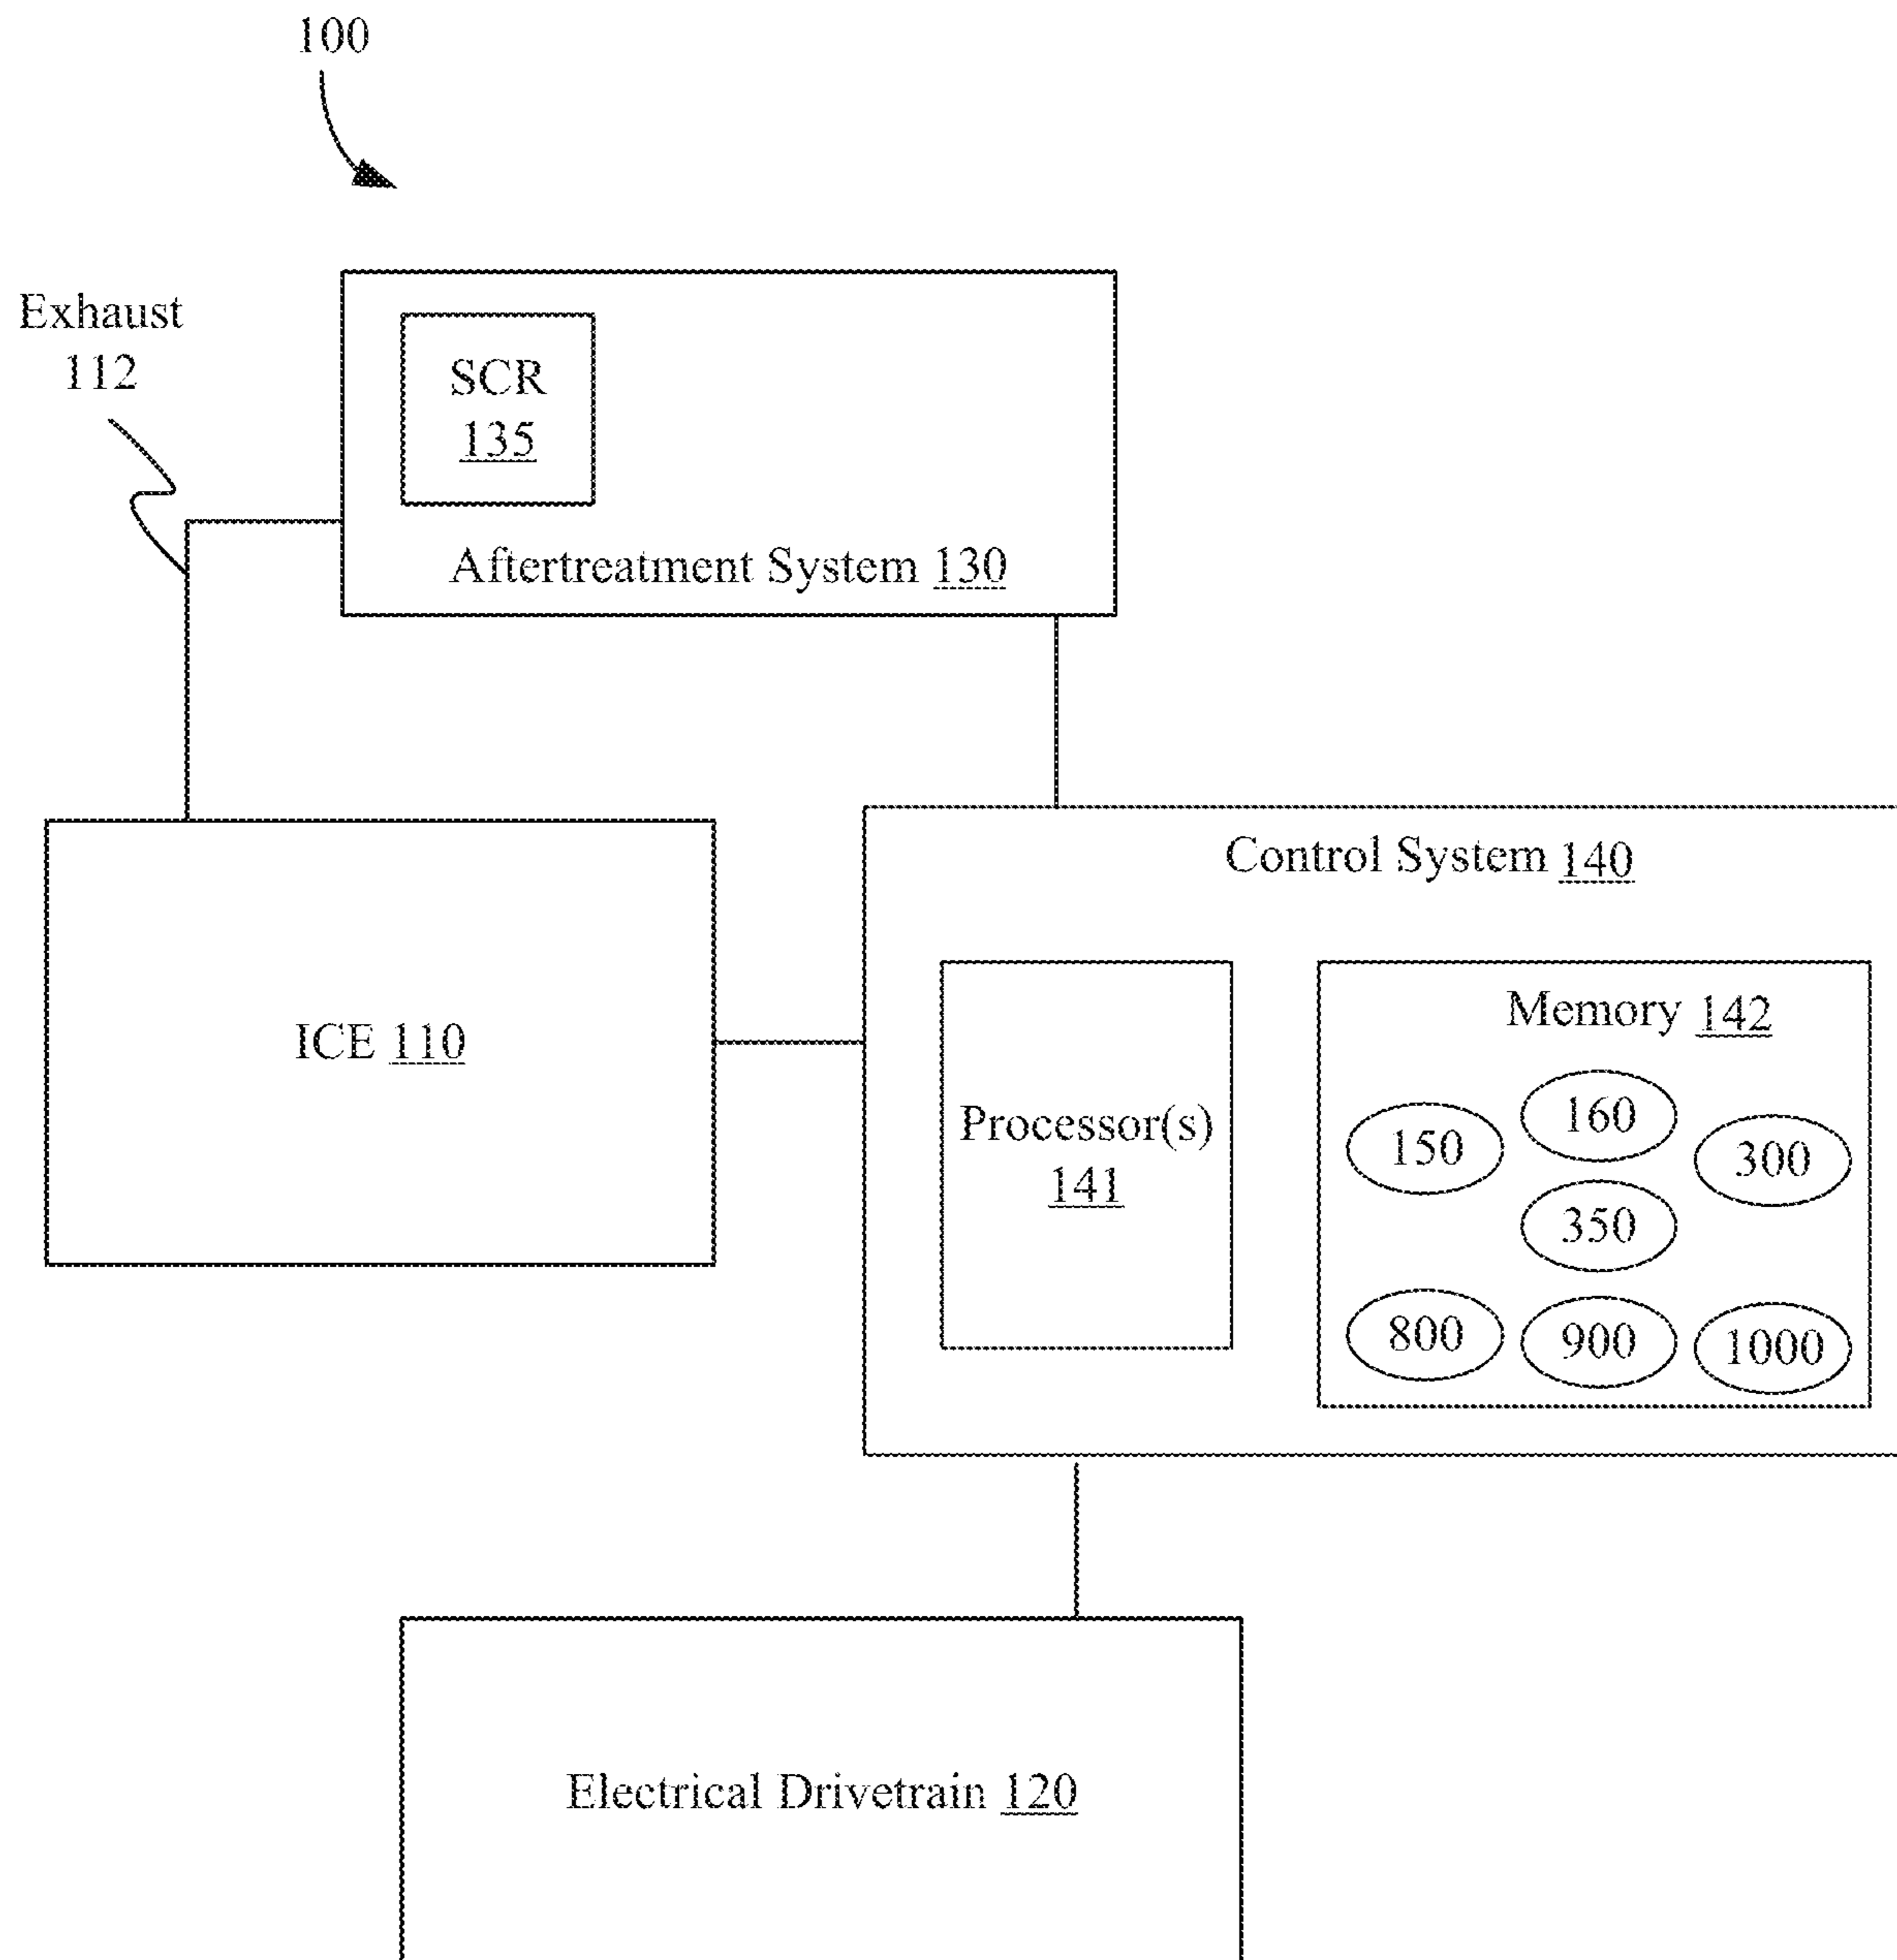 100
Exhaust
112
SCR
135
Aftertreatment System 130
Control System 140
ICE 110
Processor(s)
141
Memory 142
150
160
300
350
800
900
1000
Electrical Drivetrain 120